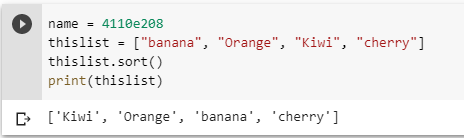 name = 4110e208
thislist = ["banana", "Orange", "Kiwi", "cherry"]
thislist.sort()
print(thislist)
['Kiwi', 'Orange', 'banana', 'cherry']